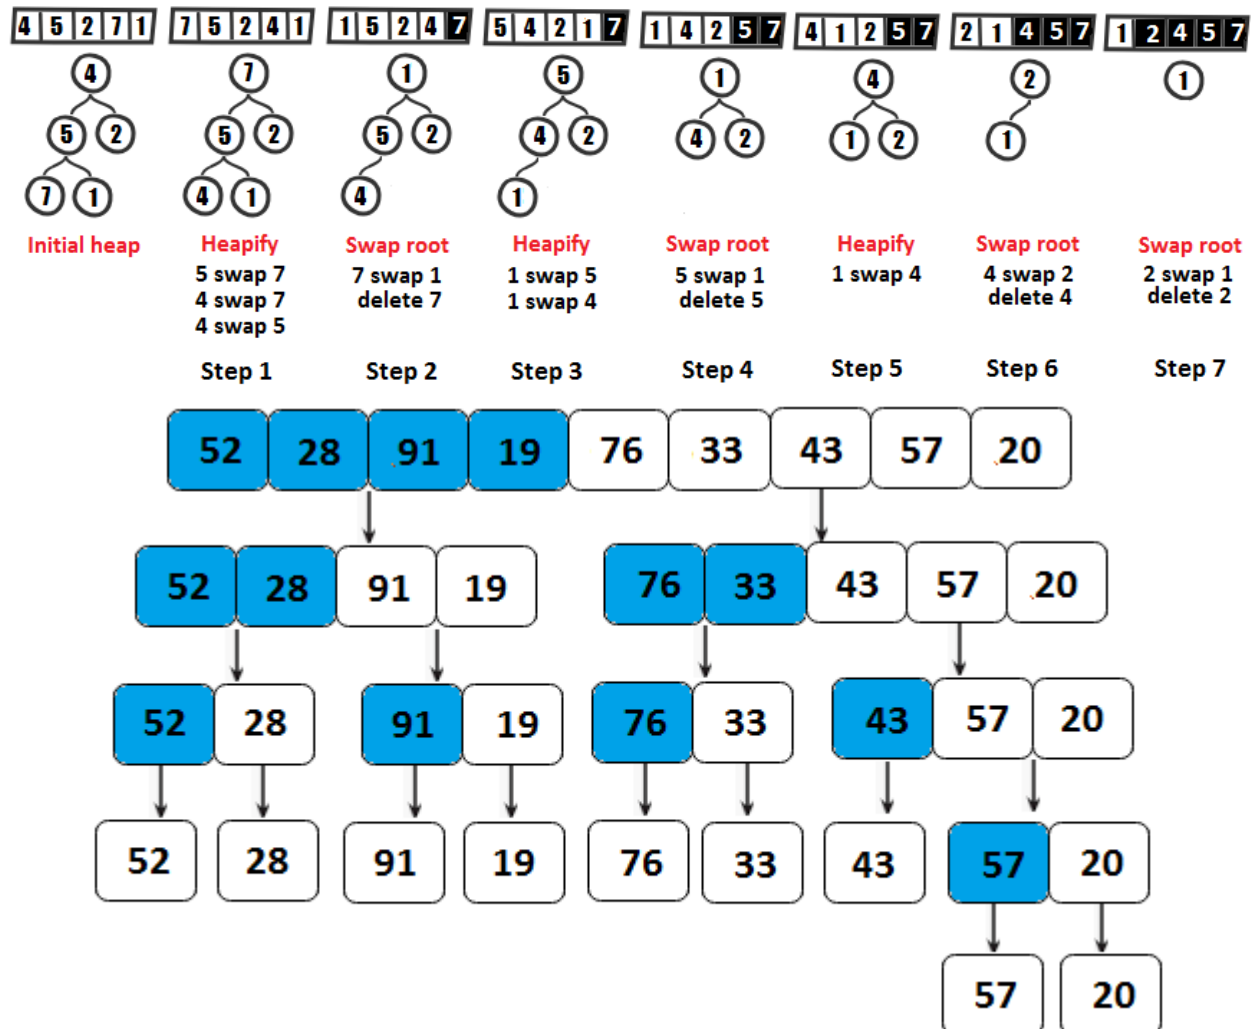 4 5 2 7 1 7 5 2 4 1 1 5 2 4 7 5 4 2 1 7 1 4 2 5 7 4 1 2 5 7 2 1 4 5 7 1 2 4 5 7
4 7 1 5 1 4 2 1
5 2 5 2 5 2 4 2 4 2 1 2 1
7 1 4 1 4 1
Initial heap Heapify Swap root Heapify Swap root Heapify Swap root Swap root
5 swap 7 7 swap 1 1 swap 5 5 swap 1 1 swap 4 4 swap 2 2 swap 1
4 swap 7 delete 7 1 swap 4 delete 5 delete 4 delete 2
4 swap 5
Step 1 Step 2 Step 3 Step 4 Step 5 Step 6 Step 7
52 28 91 19 76 33 43 57 20
52 28 91 19 76 33 43 57 20
52 28 91 19 76 33 43 57 20
52 28 91 19 76 33 43 57 20
57 20